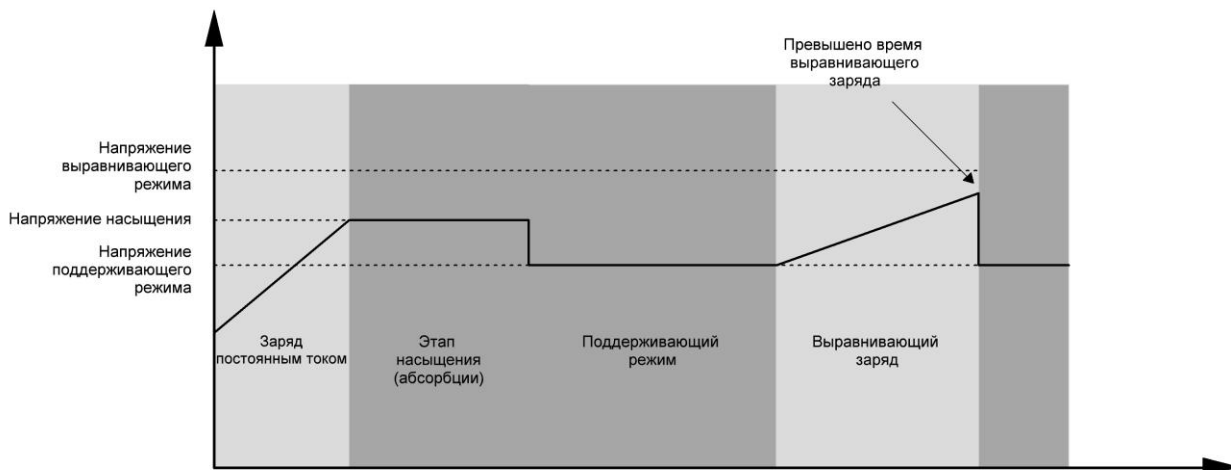 Превышено время
выравнивающего
заряда
Напряжение
выравнивающего
режима
Напряжение насыщения
Напряжение
поддерживающего
режима
Заряд
постоянным током
Этап
насыщения
(абсорбции)
Поддерживающий
режим
Выравнивающий
заряд